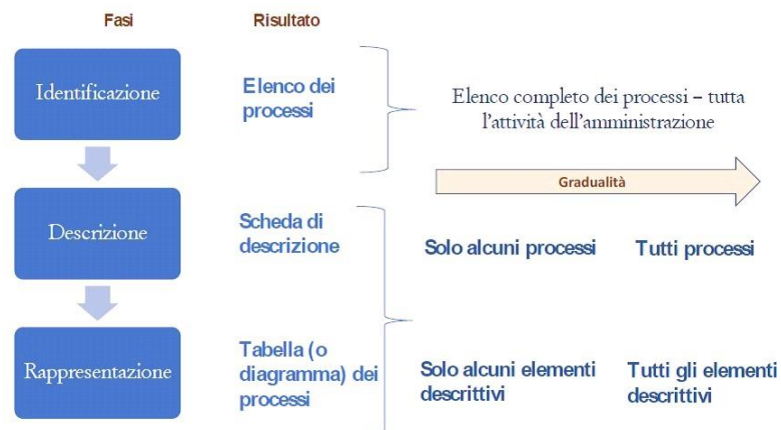 Fasi
Risultato
Identificazione
Elenco dei
processi
Elenco completo dei processi – tutta
l'attività dell'amministrazione
Gradualità
Descrizione
Scheda di
descrizione
Solo alcuni processi
Tutti processi
Rappresentazione
Tabella (o
diagramma) dei
processi
Solo alcuni elementi
descrittivi
Tutti gli elementi
descrittivi